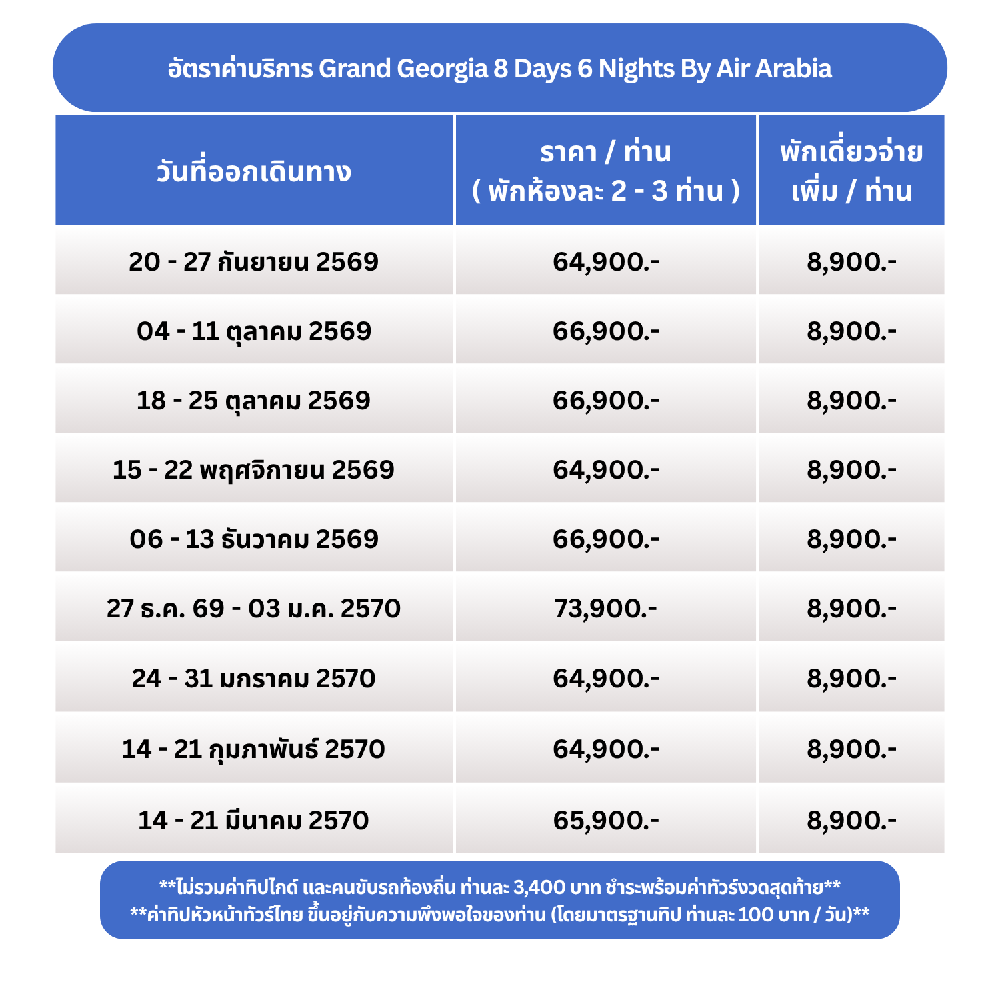 อัตราค่าบริการ Grand Georgia 8 Days 6 Nights By Air Arabia
วันที่ออกเดินทาง
ราคา / ท่าน
( พักห้องละ 2 - 3 ท่าน )
พักเดี่ยวจ่าย
เพิ่ม / ท่าน
20 - 27 กันยายน 2569
64,900.-
8,900.-
04 - 11 ตุลาคม 2569
66,900.-
8,900.-
18 - 25 ตุลาคม 2569
66,900.-
8,900.-
15 - 22 พฤศจิกายน 2569
64,900.-
8,900.-
06 - 13 ธันวาคม 2569
66,900.-
8,900.-
27 ธ.ค. 69 - 03 ม.ค. 2570
73,900.-
8,900.-
24 - 31 มกราคม 2570
64,900.-
8,900.-
14 - 21 กุมภาพันธ์ 2570
64,900.-
8,900.-
14 - 21 มีนาคม 2570
65,900.-
8,900.-
**ไม่รวมค่าทิปไกด์ และคนขับรถท้องถิ่น ท่านละ 3,400 บาท ชำระพร้อมค่าทัวร์งวดสุดท้าย**
**ค่าทิปหัวหน้าทัวร์ไทย ขึ้นอยู่กับความพึงพอใจของท่าน (โดยมาตรฐานทิป ท่านละ 100 บาท / วัน)**